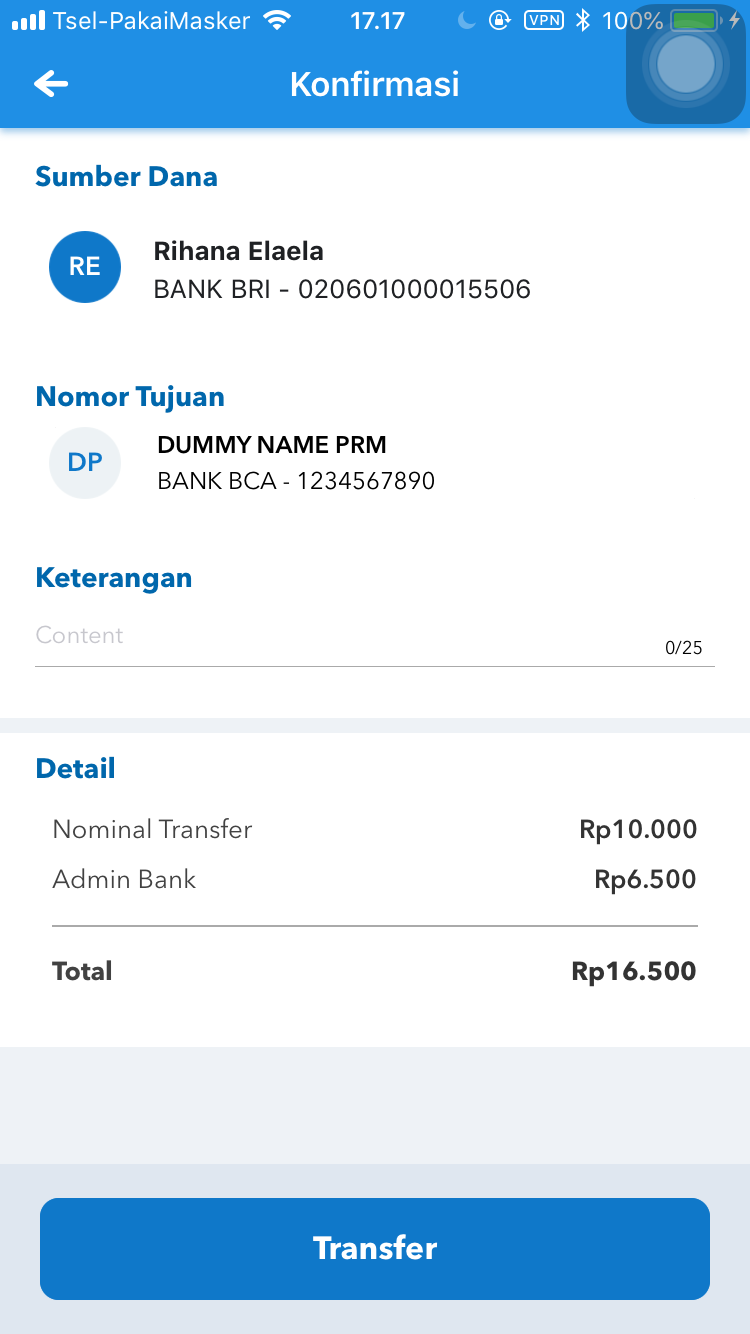 Tsel-PakaiMasker 17.17 VPN 100%
Konfirmasi
Sumber Dana
RE
Rihana Elaela
BANK BRI - 020601000015506
Nomor Tujuan
DP
DUMMY NAME PRM
BANK BCA - 1234567890
Keterangan
Content
0/25
Detail
Nominal Transfer Rp10.000
Admin Bank Rp6.500
Total Rp16.500
Transfer